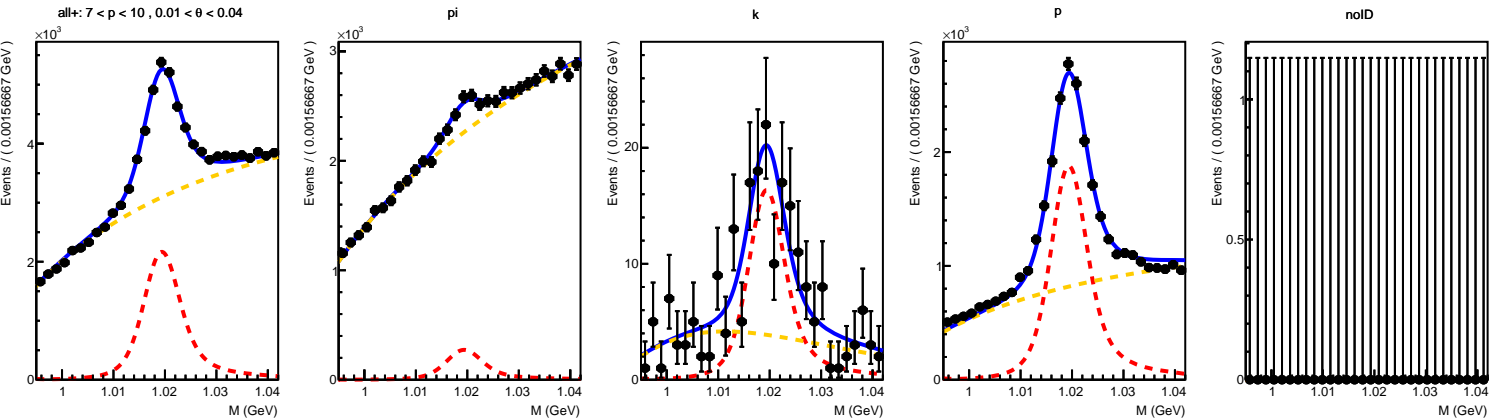 all+: 7 < p < 10 , 0.01 < θ < 0.04
×10³
Events / ( 0.00156667 GeV )
4
2
0
1 1.01 1.02 1.03 1.04
M (GeV)
pi
×10³
Events / ( 0.00156667 GeV )
3
2
1
0
1 1.01 1.02 1.03 1.04
M (GeV)
k
Events / ( 0.00156667 GeV )
20
10
0
1 1.01 1.02 1.03 1.04
M (GeV)
p
×10³
Events / ( 0.00156667 GeV )
2
1
0
1 1.01 1.02 1.03 1.04
M (GeV)
noID
Events / ( 0.00156667 GeV )
1
0.5
0
1 1.01 1.02 1.03 1.04
M (GeV)